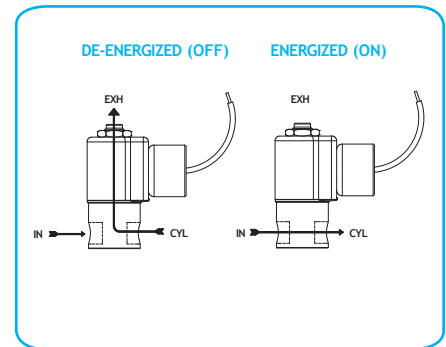 DE-ENERGIZED (OFF)
ENERGIZED (ON)
EXH
EXH
IN
CYL
IN
CYL